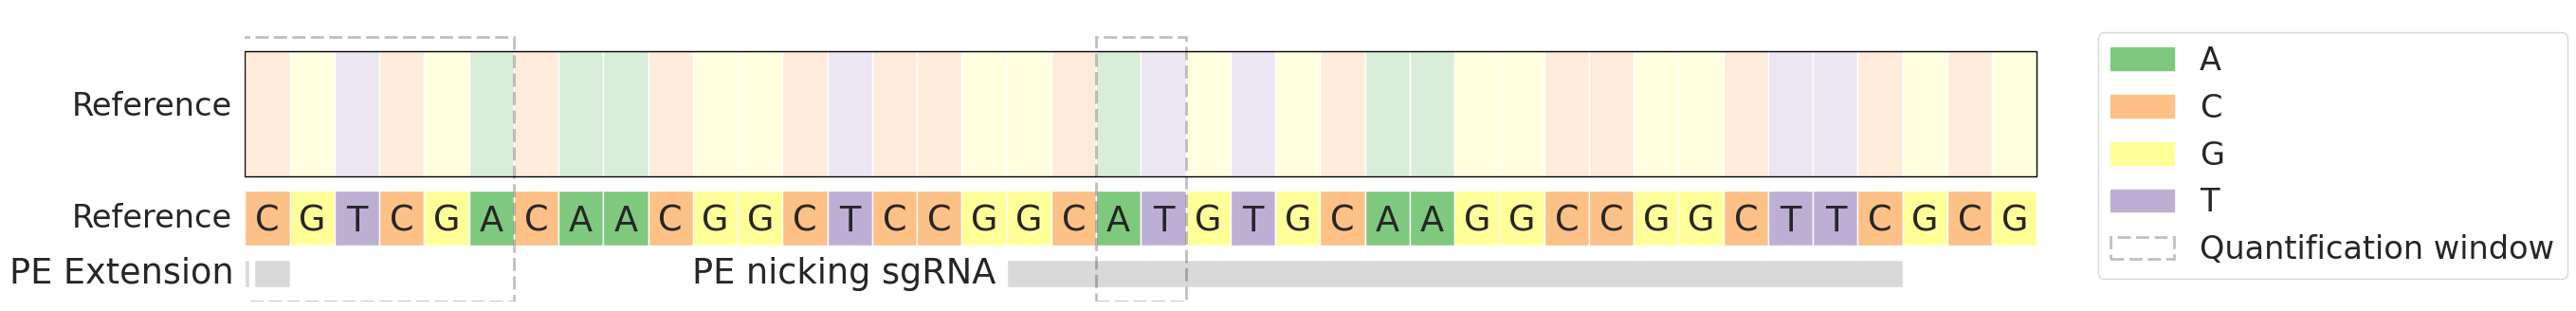 Reference
Reference C G T C G A C A A C G G C T C C G G C A T G T G C A A G G C C G G C T T C G C G
PE Extension PE nicking sgRNA
A
C
G
T
Quantification window